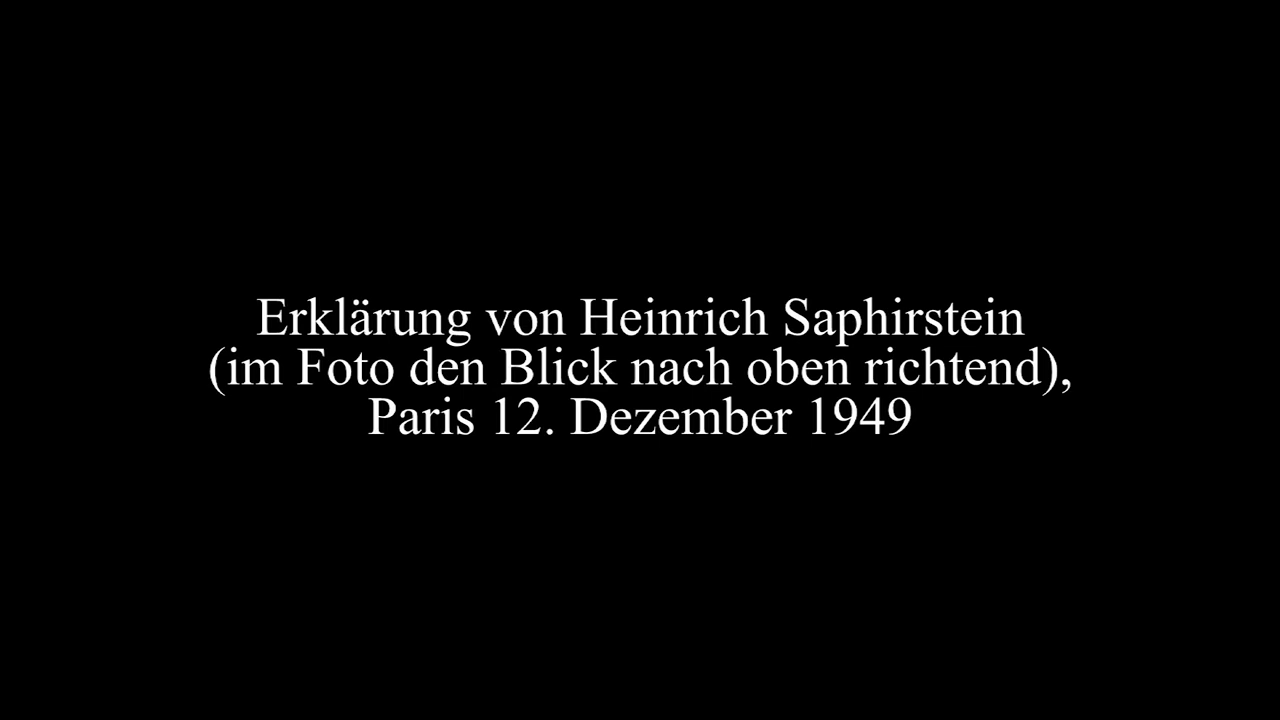 Erklärung von Heinrich Saphirstein
(im Foto den Blick nach oben richtend),
Paris 12. Dezember 1949